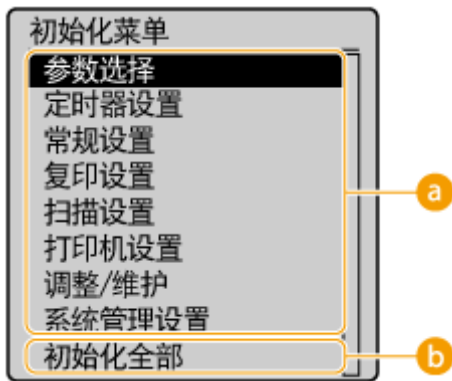 初始化菜单
参数选择
定时器设置
常规设置
复印设置
扫描设置
打印机设置
调整/维护
系统管理设置
初始化全部
a
b